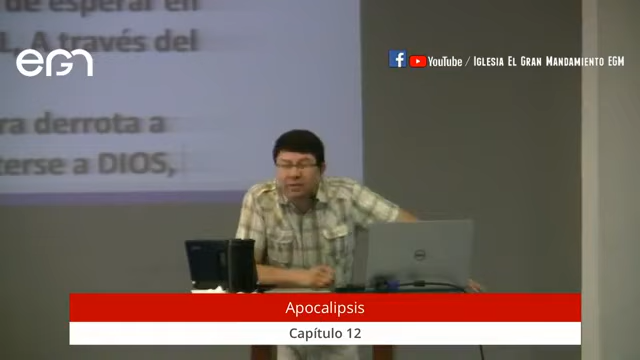 de esperar en
L. A través del
ra derrota a
terse a DIOS,
EGM
YouTube / Iglesia El Gran Mandamiento EGM
DELL
Apocalipsis
Capítulo 12